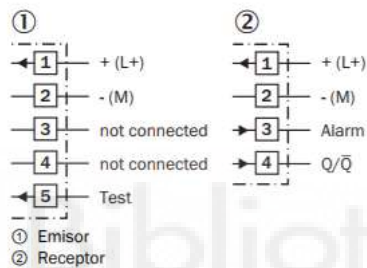 ① ②
1 + (L+)
2 - (M)
3 not connected
4 not connected
5 Test
1 + (L+)
2 - (M)
3 Alarm
4 Q/Q̅
① Emisor
② Receptor
Bibliot